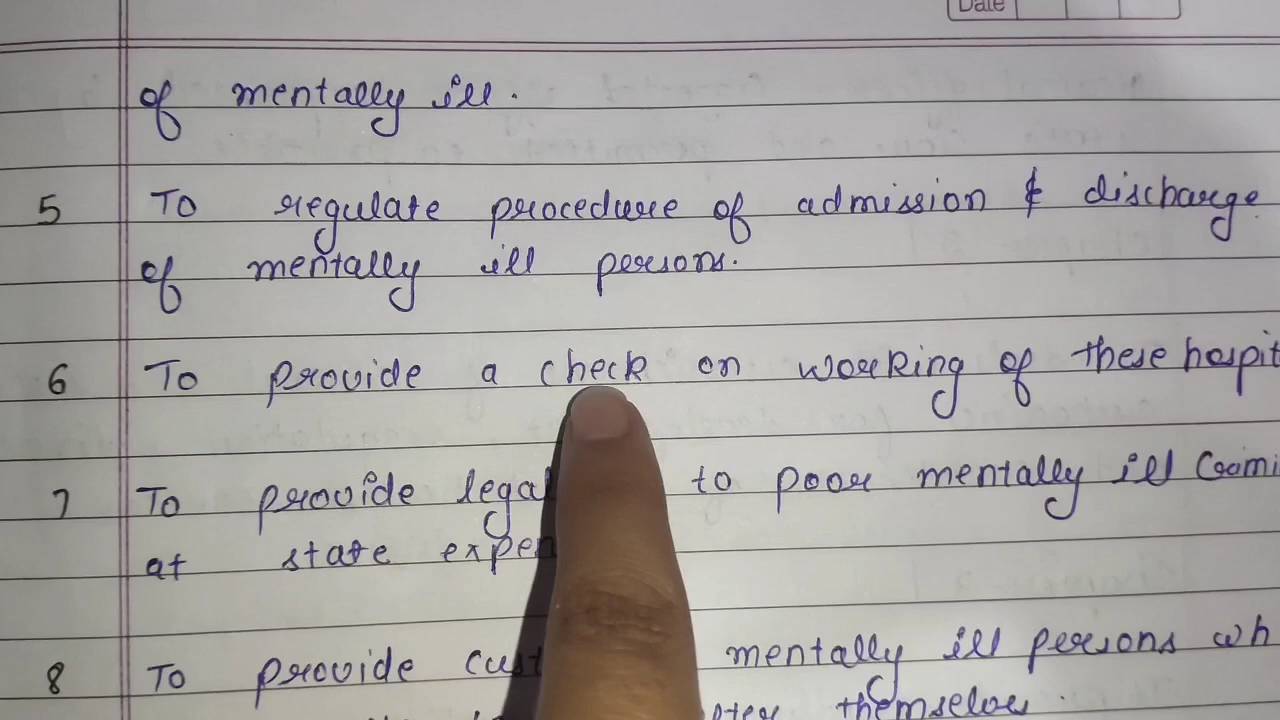 Date
of mentally ill.
5 To regulate procedure of admission & discharge
of mentally ill persons.
6 To provide a check on working of these hospit
7 To provide legal to poor mentally ill Crimi
at state expen
8 To provide cust mentally ill persons wh
themselves.